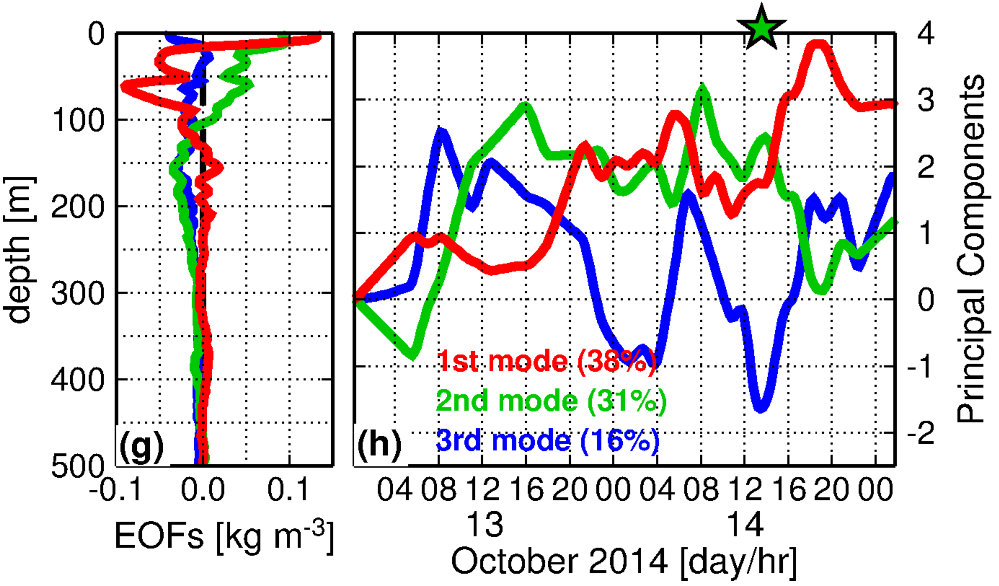 depth [m]
0
100
200
300
400
500
(g)
-0.1 0.0 0.1
EOFs [kg m-3]
4
3
2
1
0
-1
-2
Principal Components
1st mode (38%)
2nd mode (31%)
3rd mode (16%)
(h)
04 08 12 16 20 00 04 08 12 16 20 00
13 14
October 2014 [day/hr]